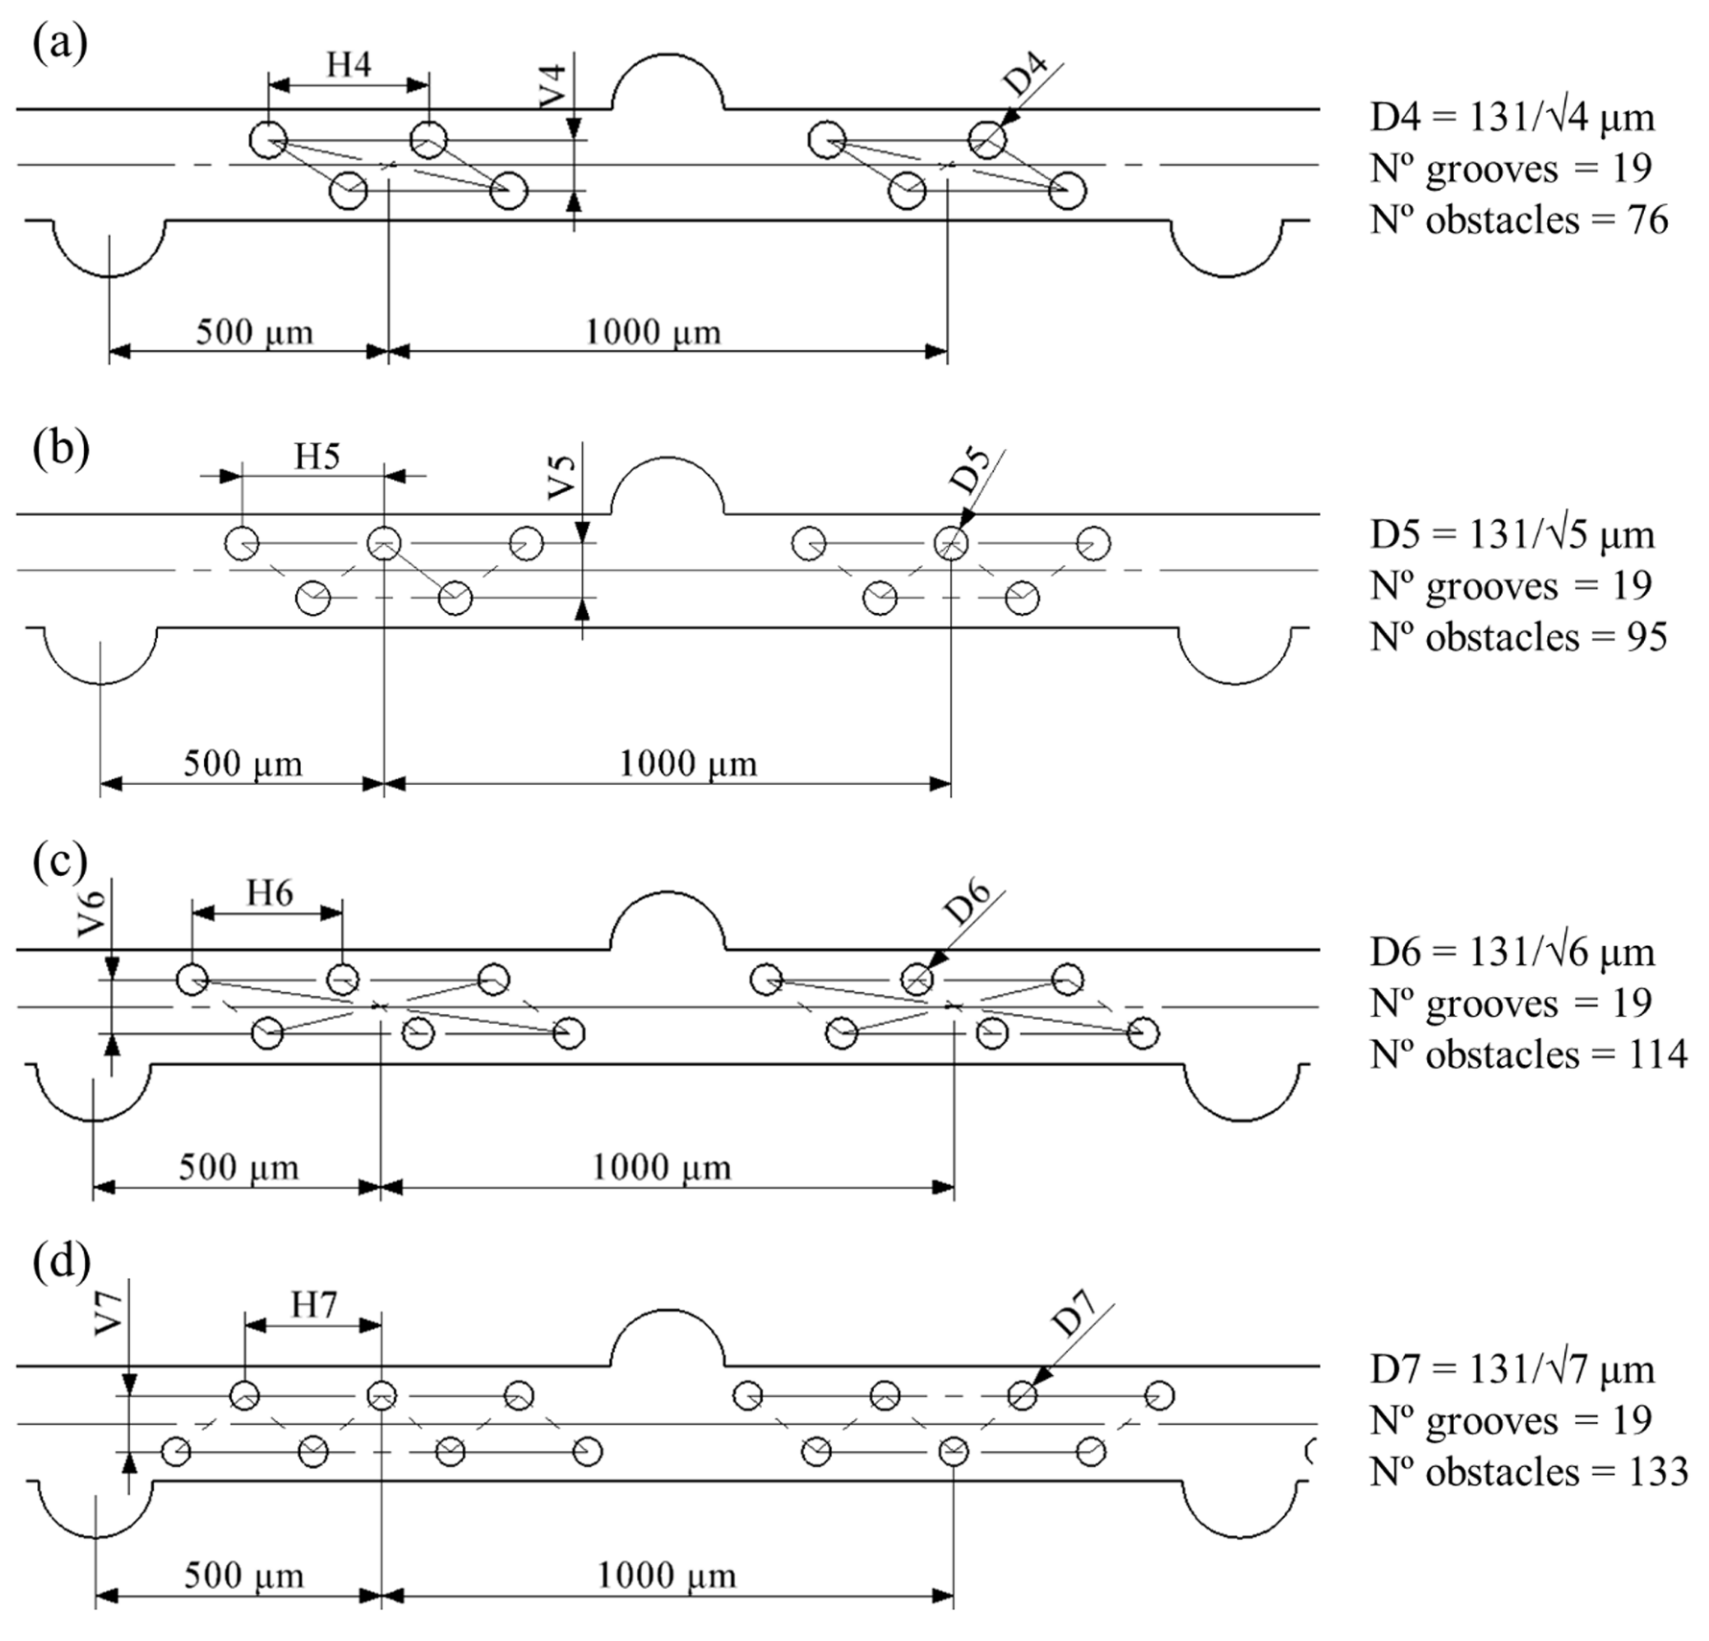 (a)
H4
V4
D4
D4 = 131/√4 μm
Nº grooves = 19
Nº obstacles = 76
500 μm
1000 μm
(b)
H5
V5
D5
D5 = 131/√5 μm
Nº grooves = 19
Nº obstacles = 95
500 μm
1000 μm
(c)
V6
H6
D6
D6 = 131/√6 μm
Nº grooves = 19
Nº obstacles = 114
500 μm
1000 μm
(d)
V7
H7
D7
D7 = 131/√7 μm
Nº grooves = 19
Nº obstacles = 133
500 μm
1000 μm